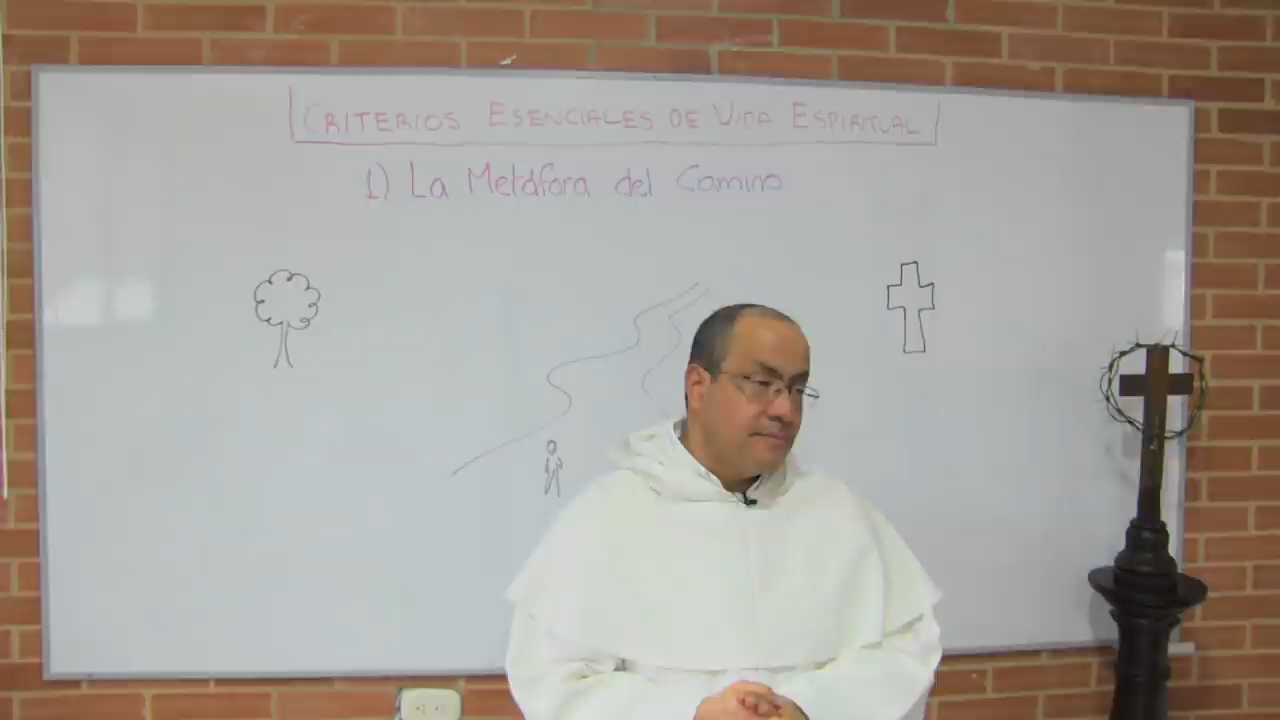 CRITERIOS ESENCIALES DE VIDA ESPIRITUAL
1) La Metáfora del Camino